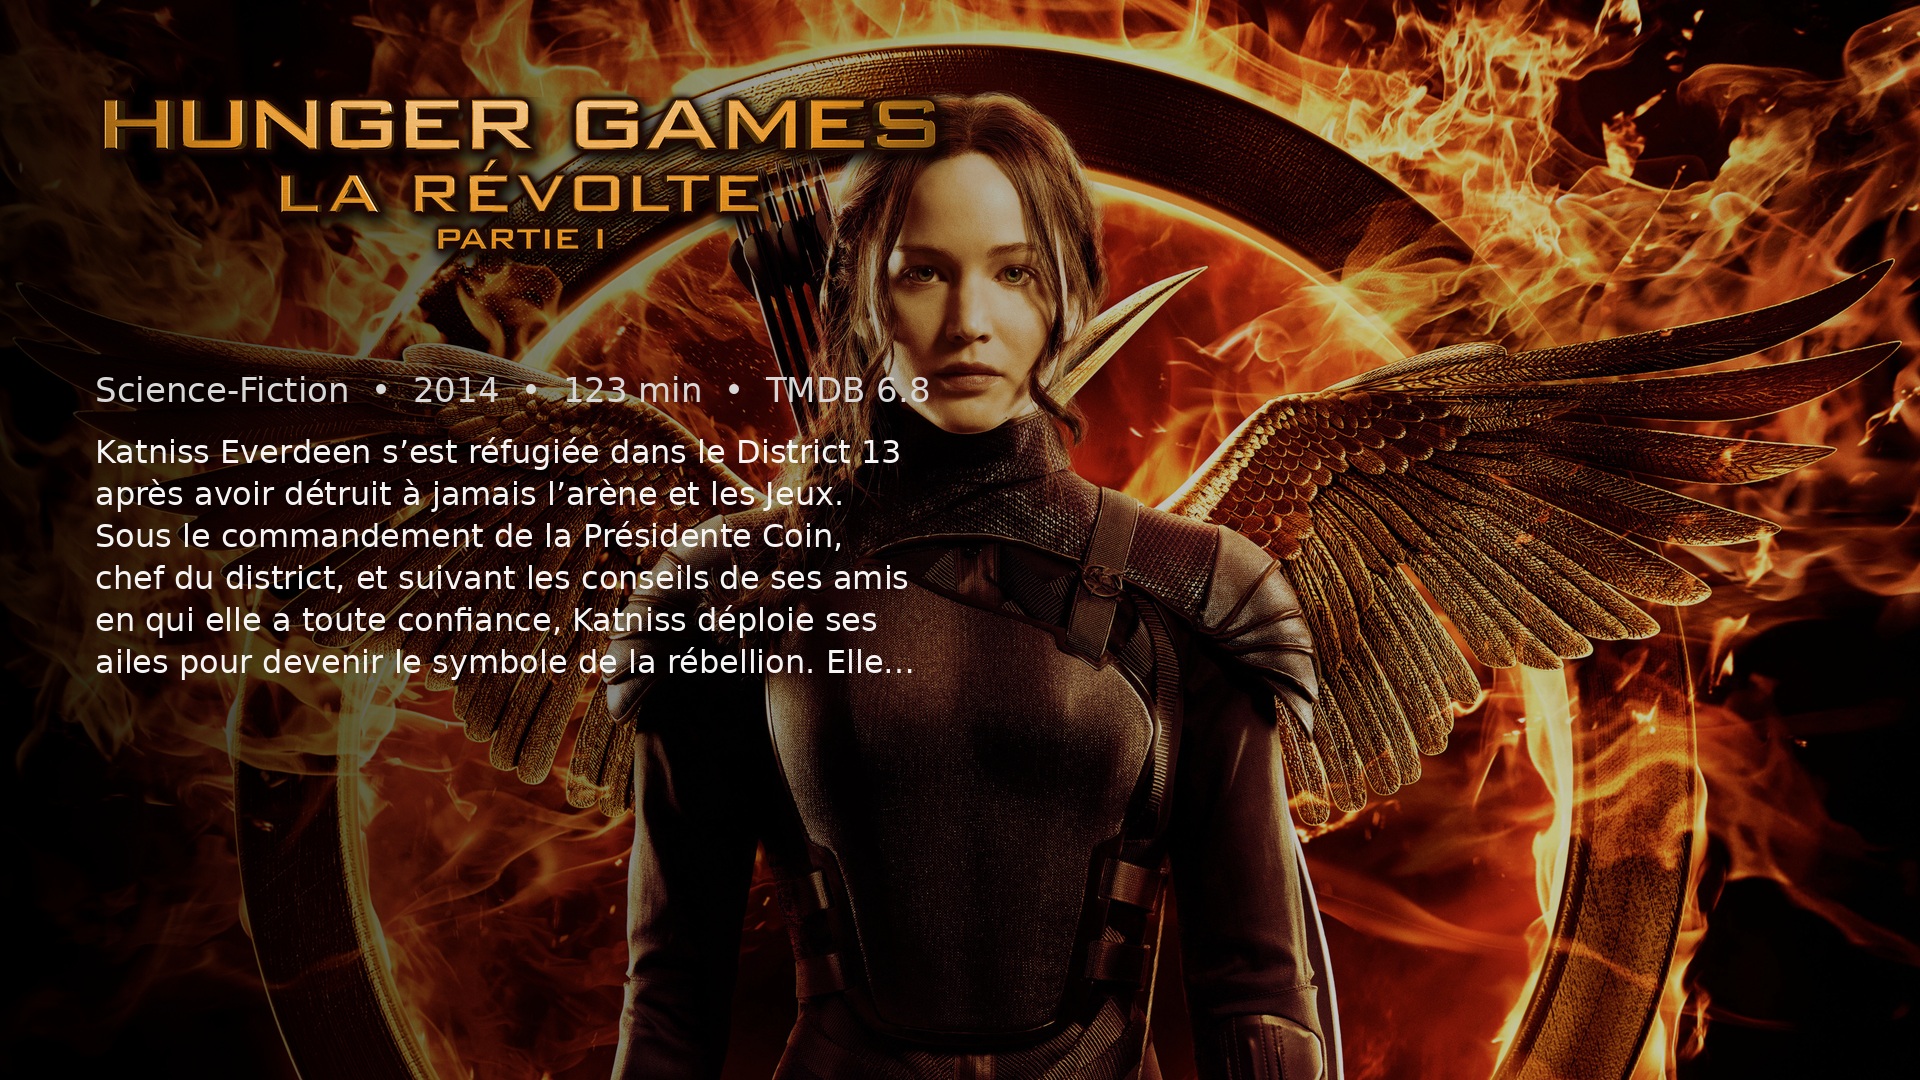 HUNGER GAMES
LA RÉVOLTE
PARTIE I
Science-Fiction • 2014 • 123 min • TMDB 6.8
Katniss Everdeen s’est réfugiée dans le District 13
après avoir détruit à jamais l’arène et les Jeux.
Sous le commandement de la Présidente Coin,
chef du district, et suivant les conseils de ses amis
en qui elle a toute confiance, Katniss déploie ses
ailes pour devenir le symbole de la rébellion. Elle…